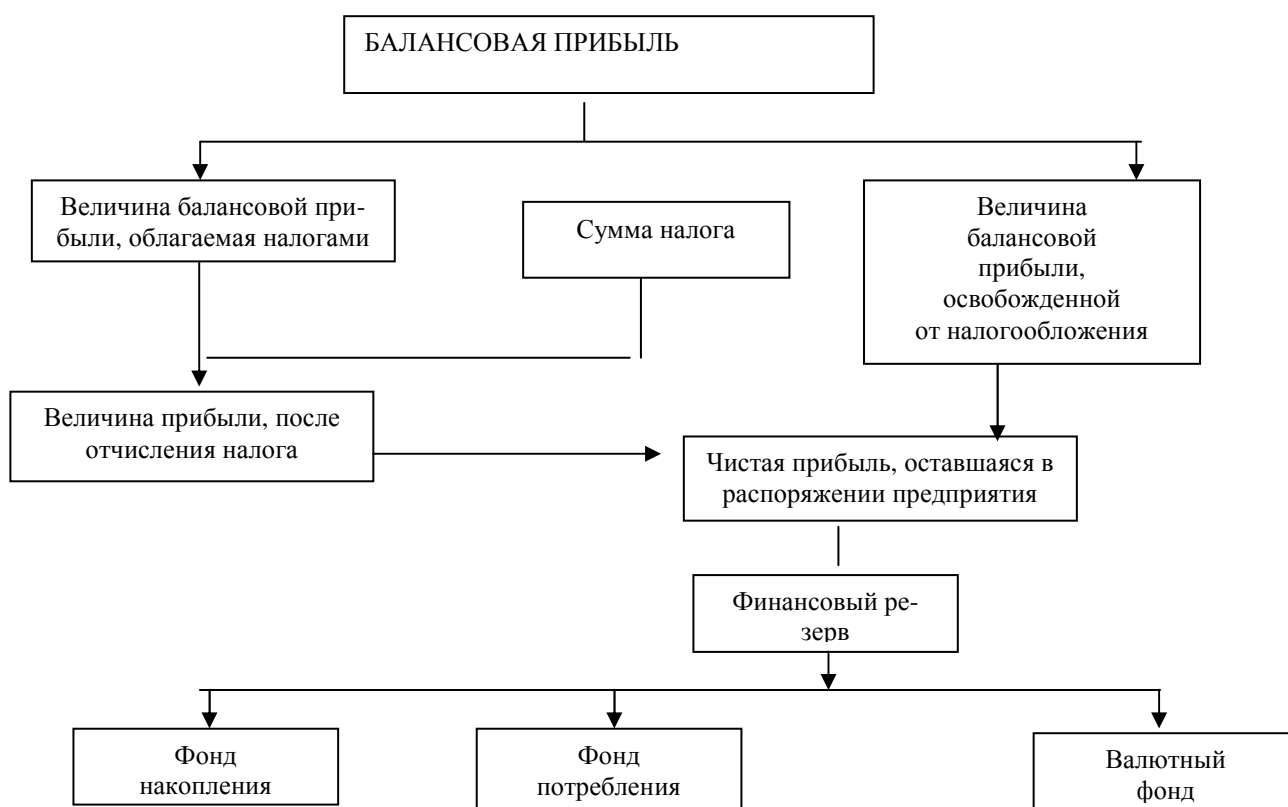 БАЛАНСОВАЯ ПРИБЫЛЬ
Величина балансовой при-
были, облагаемая налогами
Сумма налога
Величина
балансовой
прибыли,
освобожденной
от налогообложения
Величина прибыли, после
отчисления налога
Чистая прибыль, оставшаяся в
распоряжении предприятия
Финансовый ре-
зерв
Фонд
накопления
Фонд
потребления
Валютный
фонд